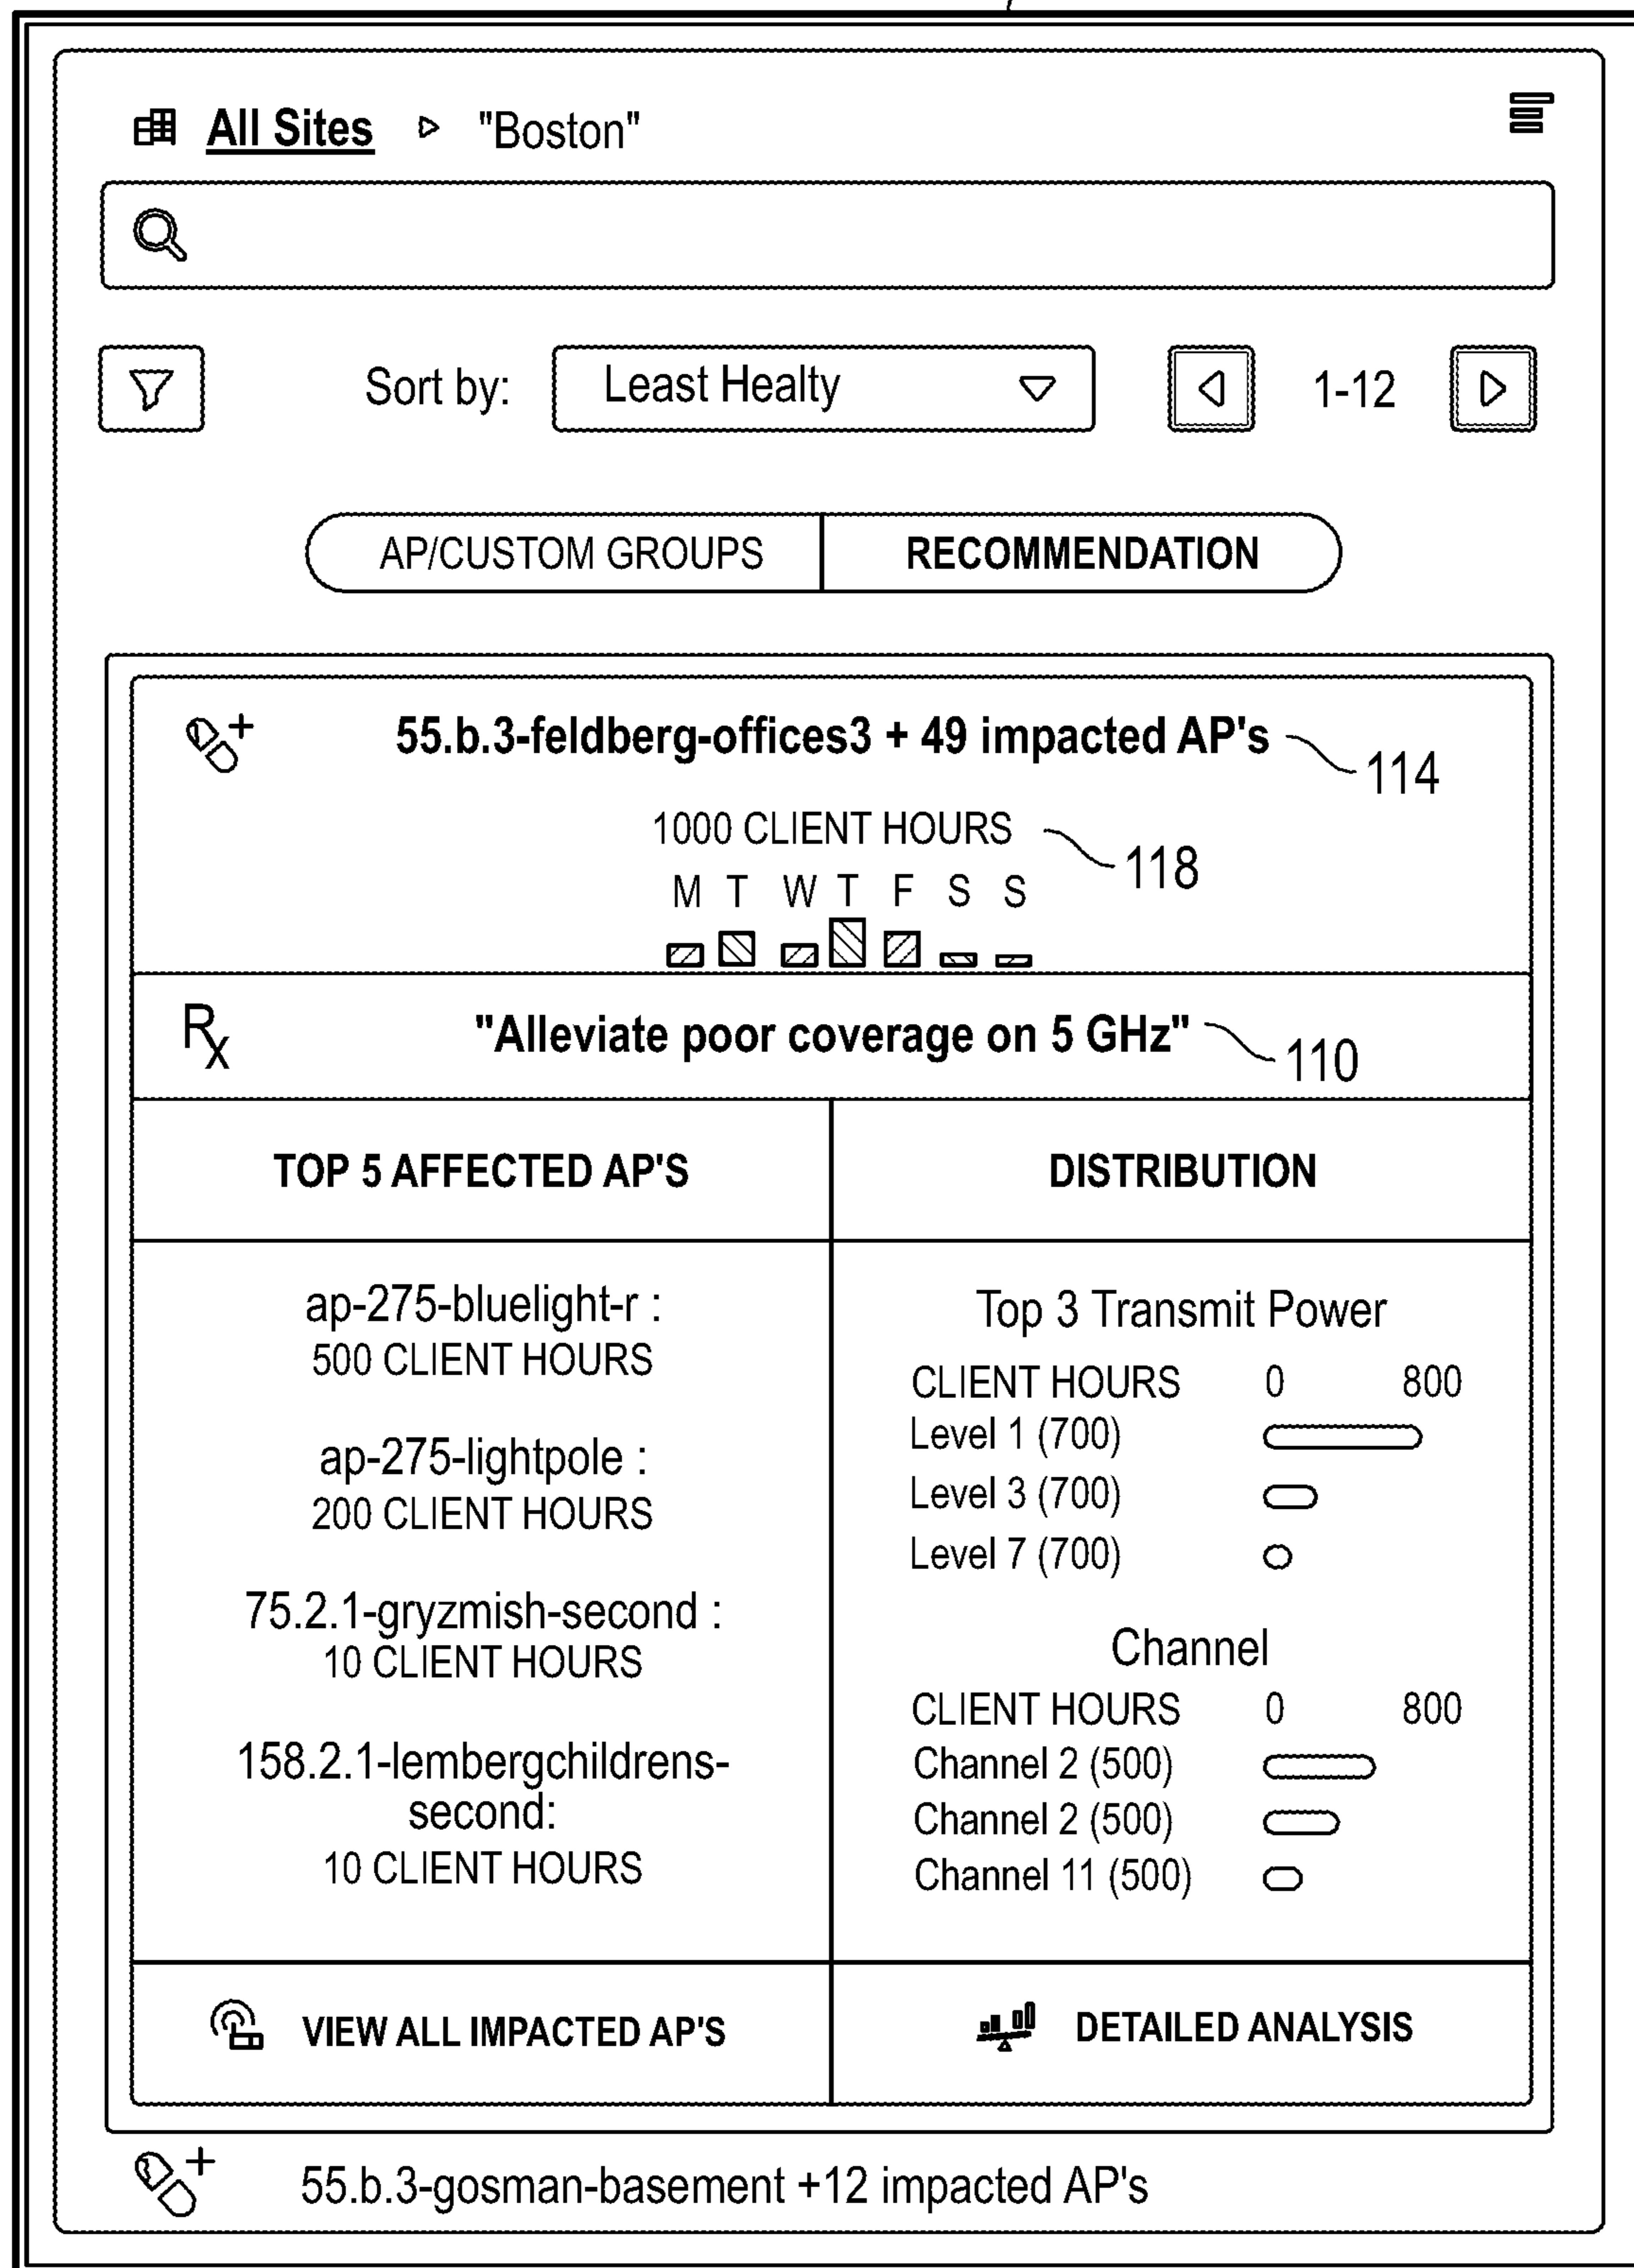 All Sites "Boston"
Sort by: Least Healty 1-12
AP/CUSTOM GROUPS RECOMMENDATION
55.b.3-feldberg-offices3 + 49 impacted AP's
114
1000 CLIENT HOURS
118
M T W T F S S
Rx "Alleviate poor coverage on 5 GHz"
110
TOP 5 AFFECTED AP'S
ap-275-bluelight-r :
500 CLIENT HOURS
ap-275-lightpole :
200 CLIENT HOURS
75.2.1-gryzmish-second :
10 CLIENT HOURS
158.2.1-lembergchildrens-
second:
10 CLIENT HOURS
DISTRIBUTION
Top 3 Transmit Power
CLIENT HOURS 0 800
Level 1 (700)
Level 3 (700)
Level 7 (700)
Channel
CLIENT HOURS 0 800
Channel 2 (500)
Channel 2 (500)
Channel 11 (500)
VIEW ALL IMPACTED AP'S
DETAILED ANALYSIS
55.b.3-gosman-basement +12 impacted AP's